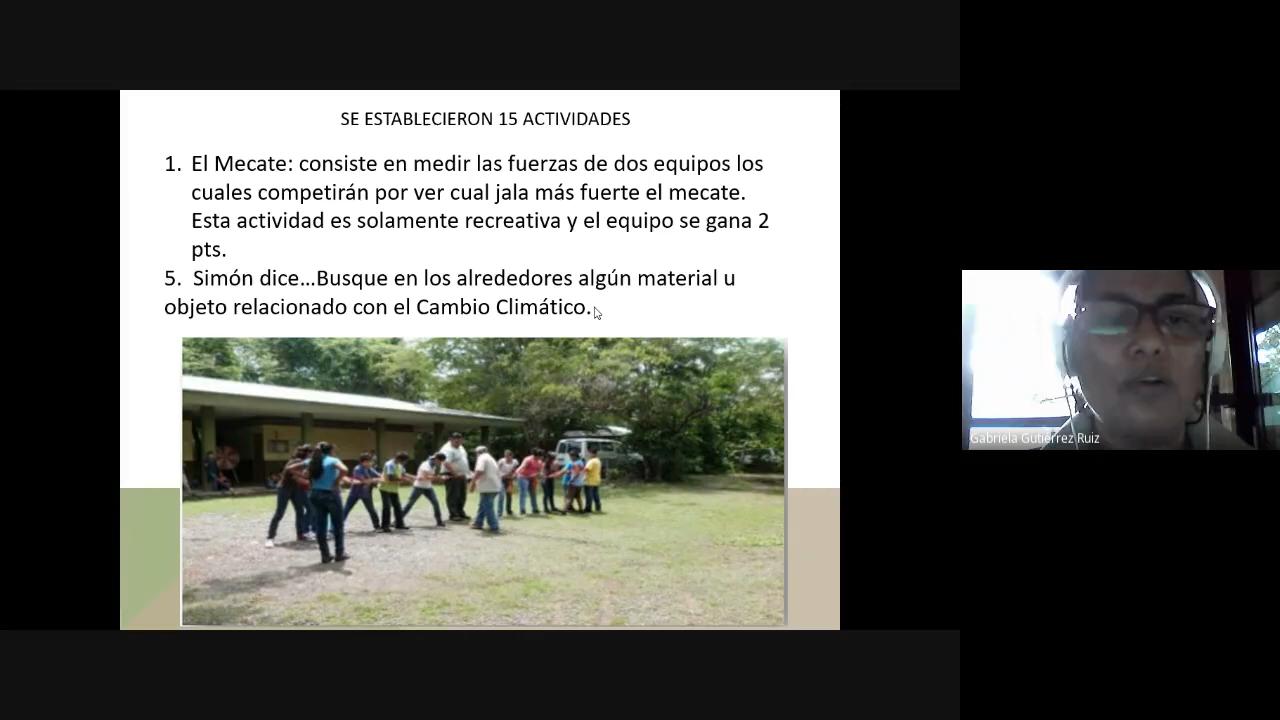 SE ESTABLECIERON 15 ACTIVIDADES
1. El Mecate: consiste en medir las fuerzas de dos equipos los
cuales competirán por ver cual jala más fuerte el mecate.
Esta actividad es solamente recreativa y el equipo se gana 2
pts.
5. Simón dice...Busque en los alrededores algún material u
objeto relacionado con el Cambio Climático.
Gabriela Gutiérrez Ruiz